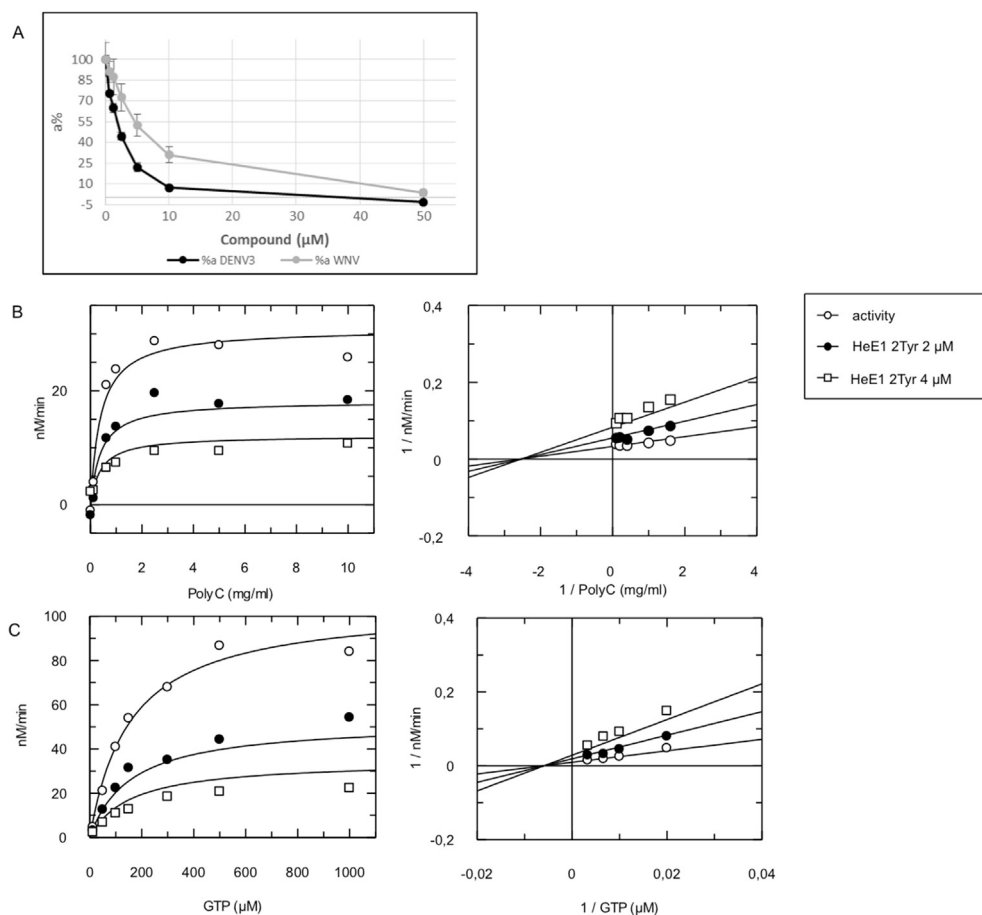 A
a%
100
85
70
55
40
25
10
-5
0
10
20
30
40
50
Compound (µM)
%a DENV3
%a WNV
B
nM/min
20
0
0
2
4
6
8
10
PolyC (mg/ml)
1 / nM/min
0,4
0,2
0
-0,2
-4
-2
0
2
4
1 / PolyC (mg/ml)
activity
HeE1 2Tyr 2 µM
HeE1 2Tyr 4 µM
C
nM/min
100
80
60
40
20
0
0
200
400
600
800
1000
GTP (µM)
1 / nM/min
0,4
0,2
0
-0,2
-0,02
0
0,02
0,04
1 / GTP (µM)